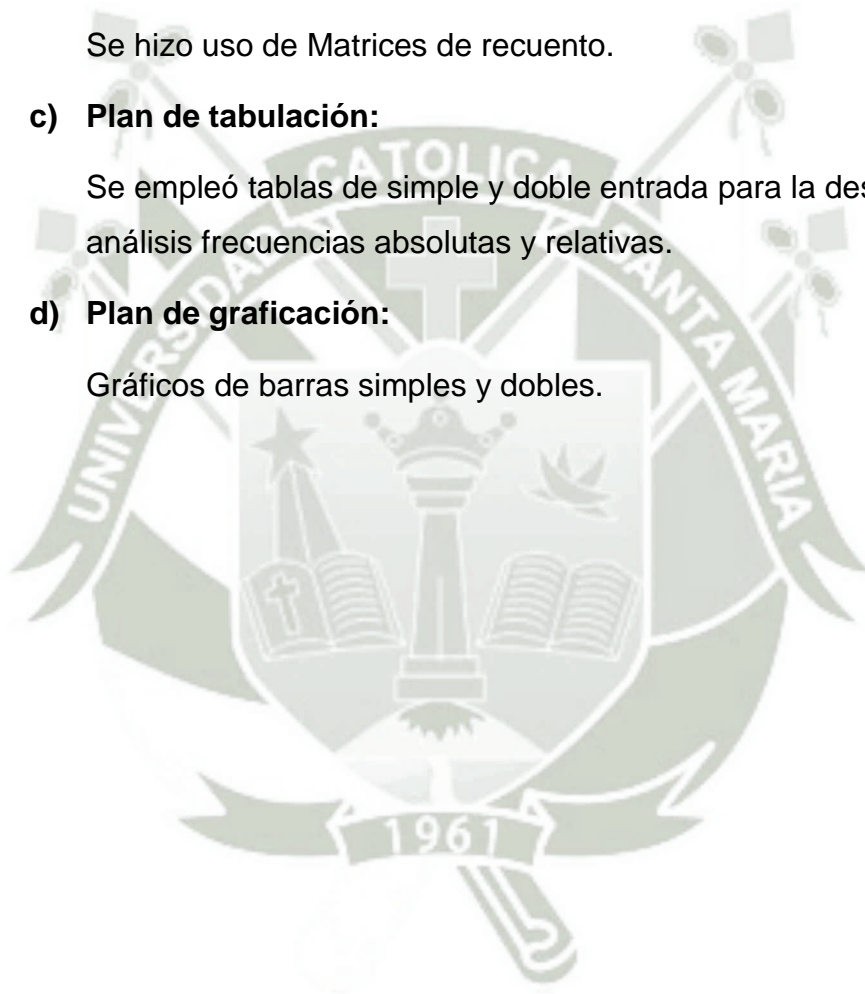 Se hizo uso de Matrices de recuento.
c) Plan de tabulación:
Se empleó tablas de simple y doble entrada para la
análisis frecuencias absolutas y relativas.
d) Plan de graficación:
Gráficos de barras simples y dobles.
UNIVERSIDAD CATOLICA SANTA MARIA
1961